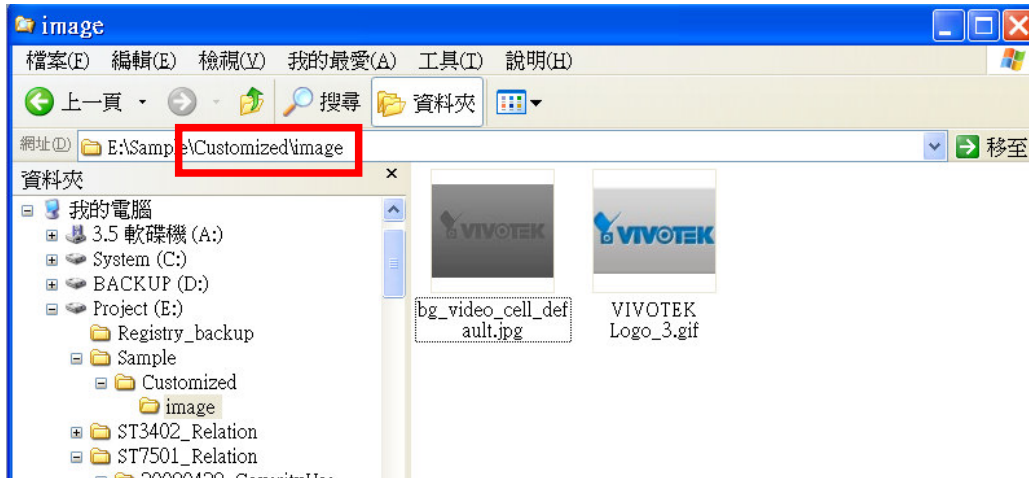 image
檔案(F) 編輯(E) 檢視(V) 我的最愛(A) 工具(T) 說明(H)
上一頁 搜尋 資料夾
網址(D) E:\Sample\Customized\image 移至
資料夾
我的電腦
3.5 軟碟機 (A:)
System (C:)
BACKUP (D:)
Project (E:)
Registry_backup
Sample
Customized
image
ST3402_Relation
ST7501_Relation
VIVOTEK
bg_video_cell_def
ault.jpg
VIVOTEK
VIVOTEK
Logo_3.gif